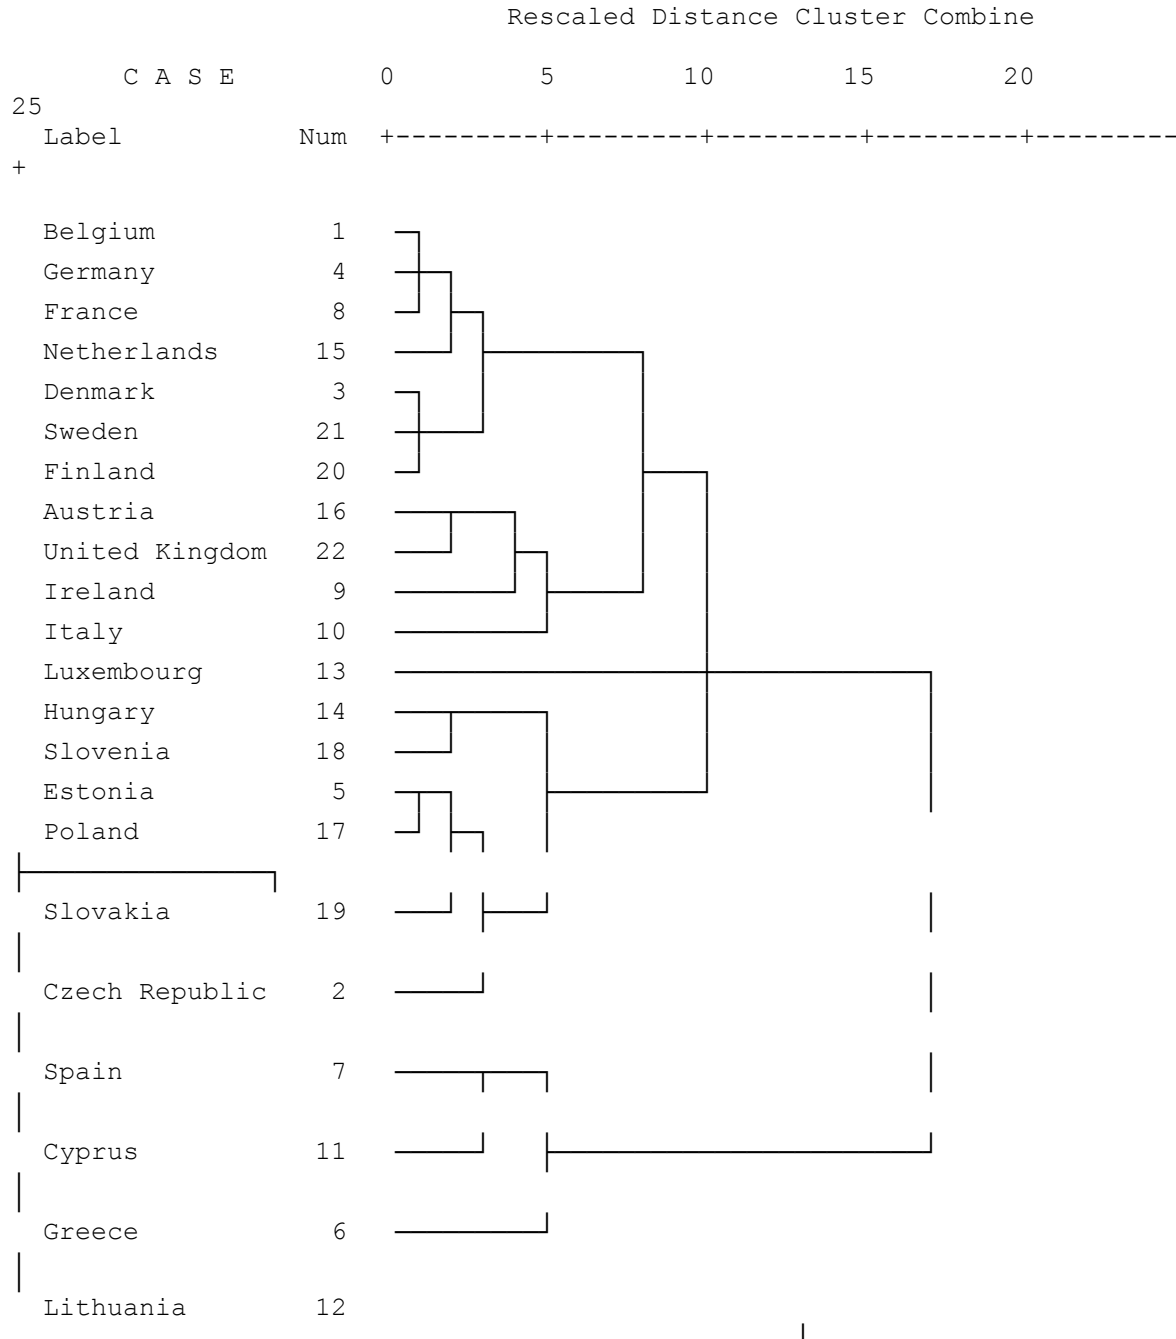 Rescaled Distance Cluster Combine
C A S E 0 5 10 15 20
25
Label Num +---------+---------+---------+---------+---------
+
Belgium 1
Germany 4
France 8
Netherlands 15
Denmark 3
Sweden 21
Finland 20
Austria 16
United Kingdom 22
Ireland 9
Italy 10
Luxembourg 13
Hungary 14
Slovenia 18
Estonia 5
Poland 17
Slovakia 19
Czech Republic 2
Spain 7
Cyprus 11
Greece 6
Lithuania 12